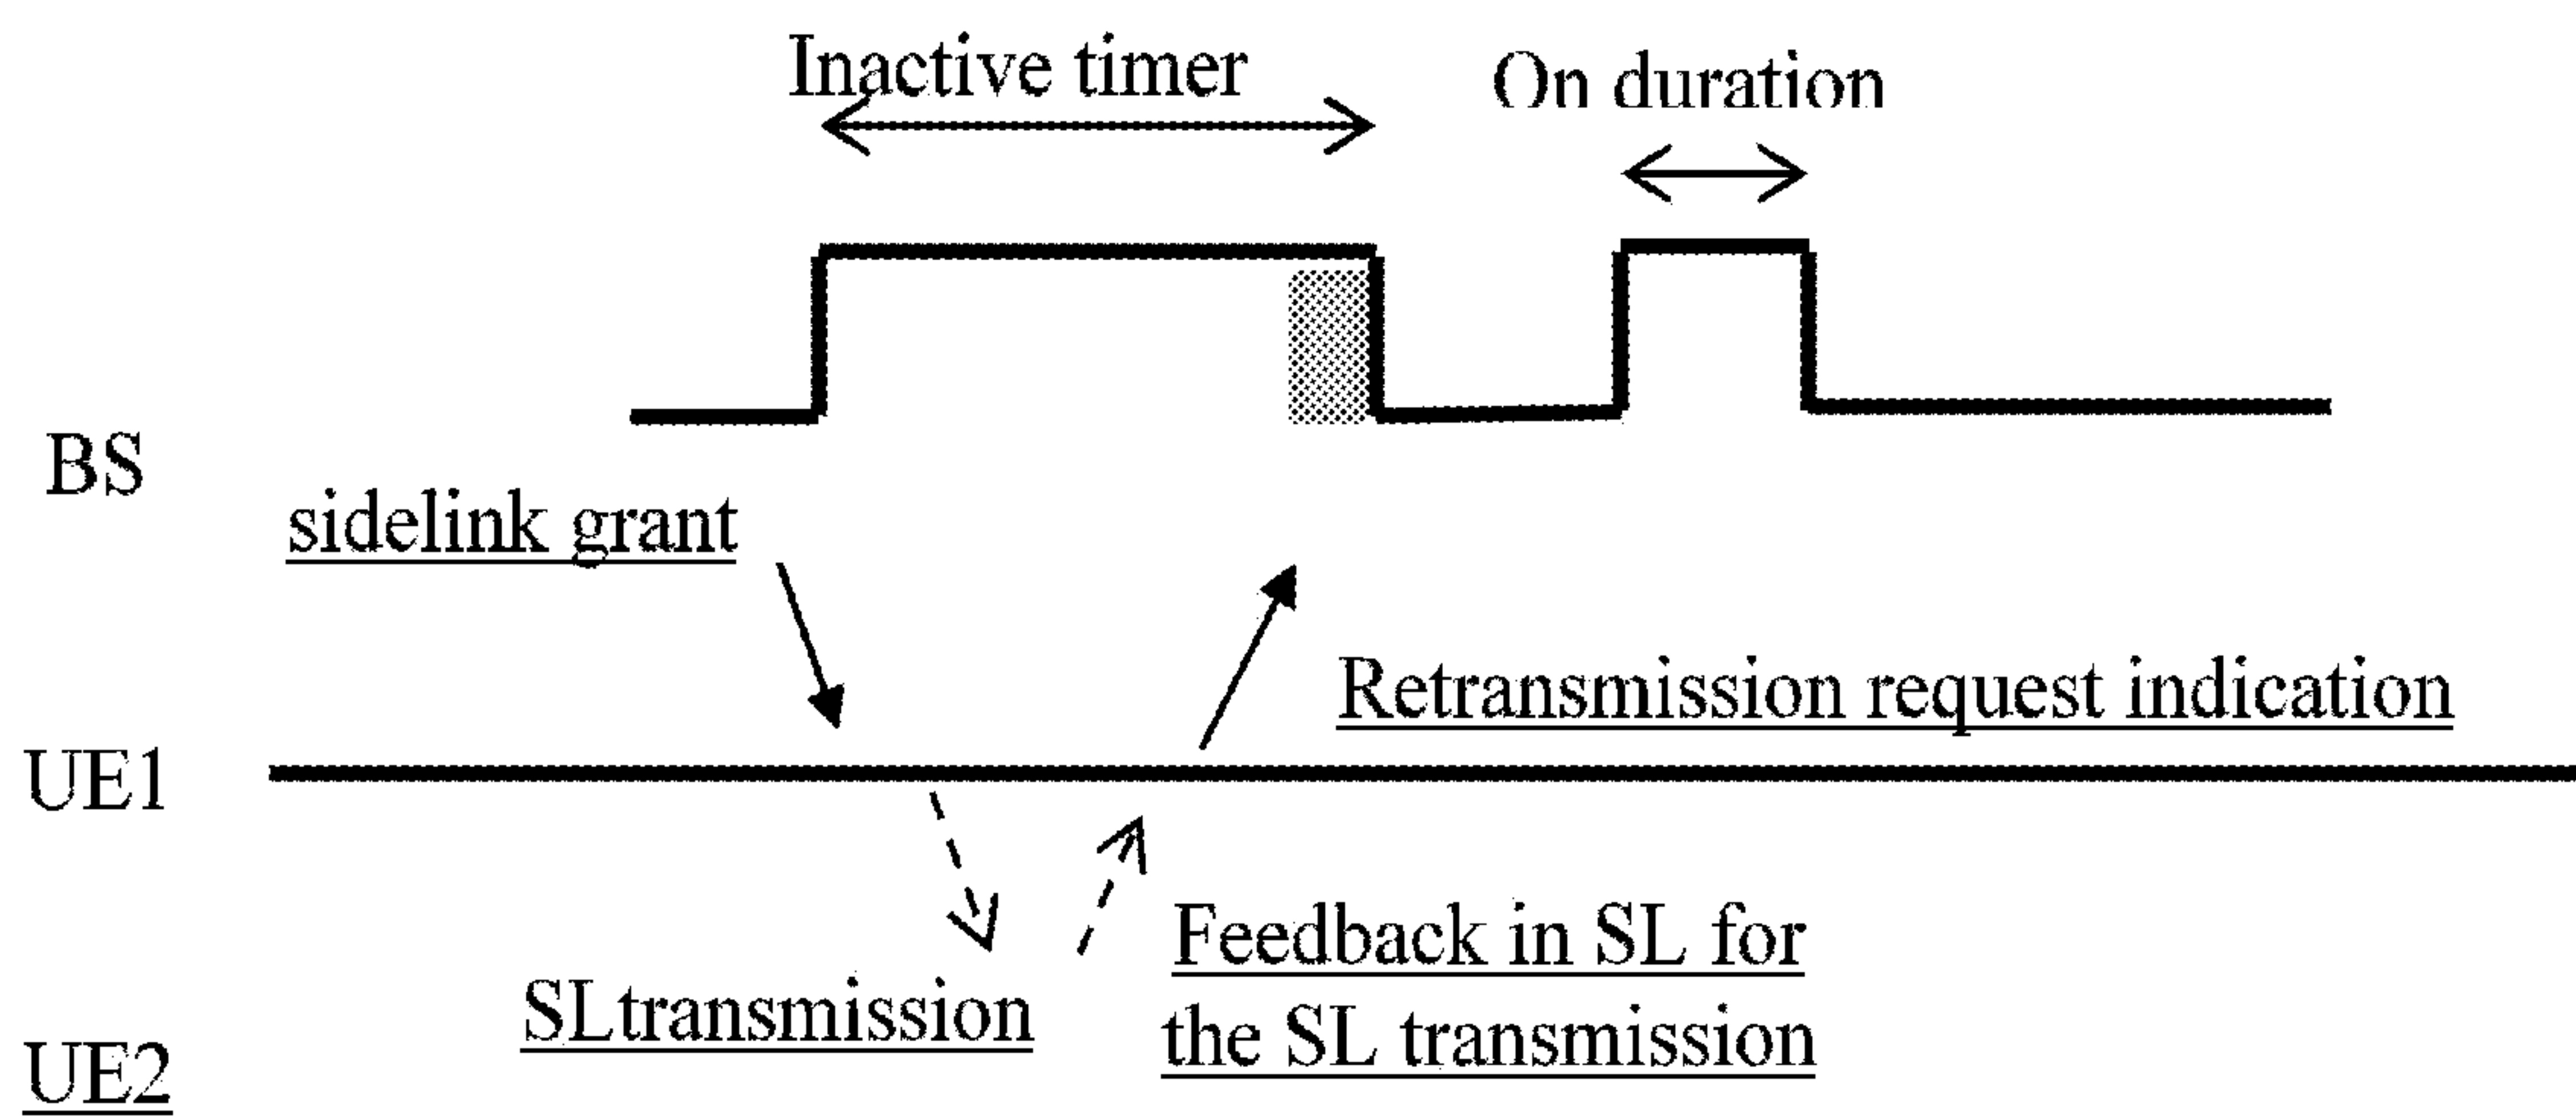 Inactive timer
On duration
BS
sidelink grant
Retransmission request indication
UE1
Feedback in SL for
the SL transmission
SLtransmission
UE2